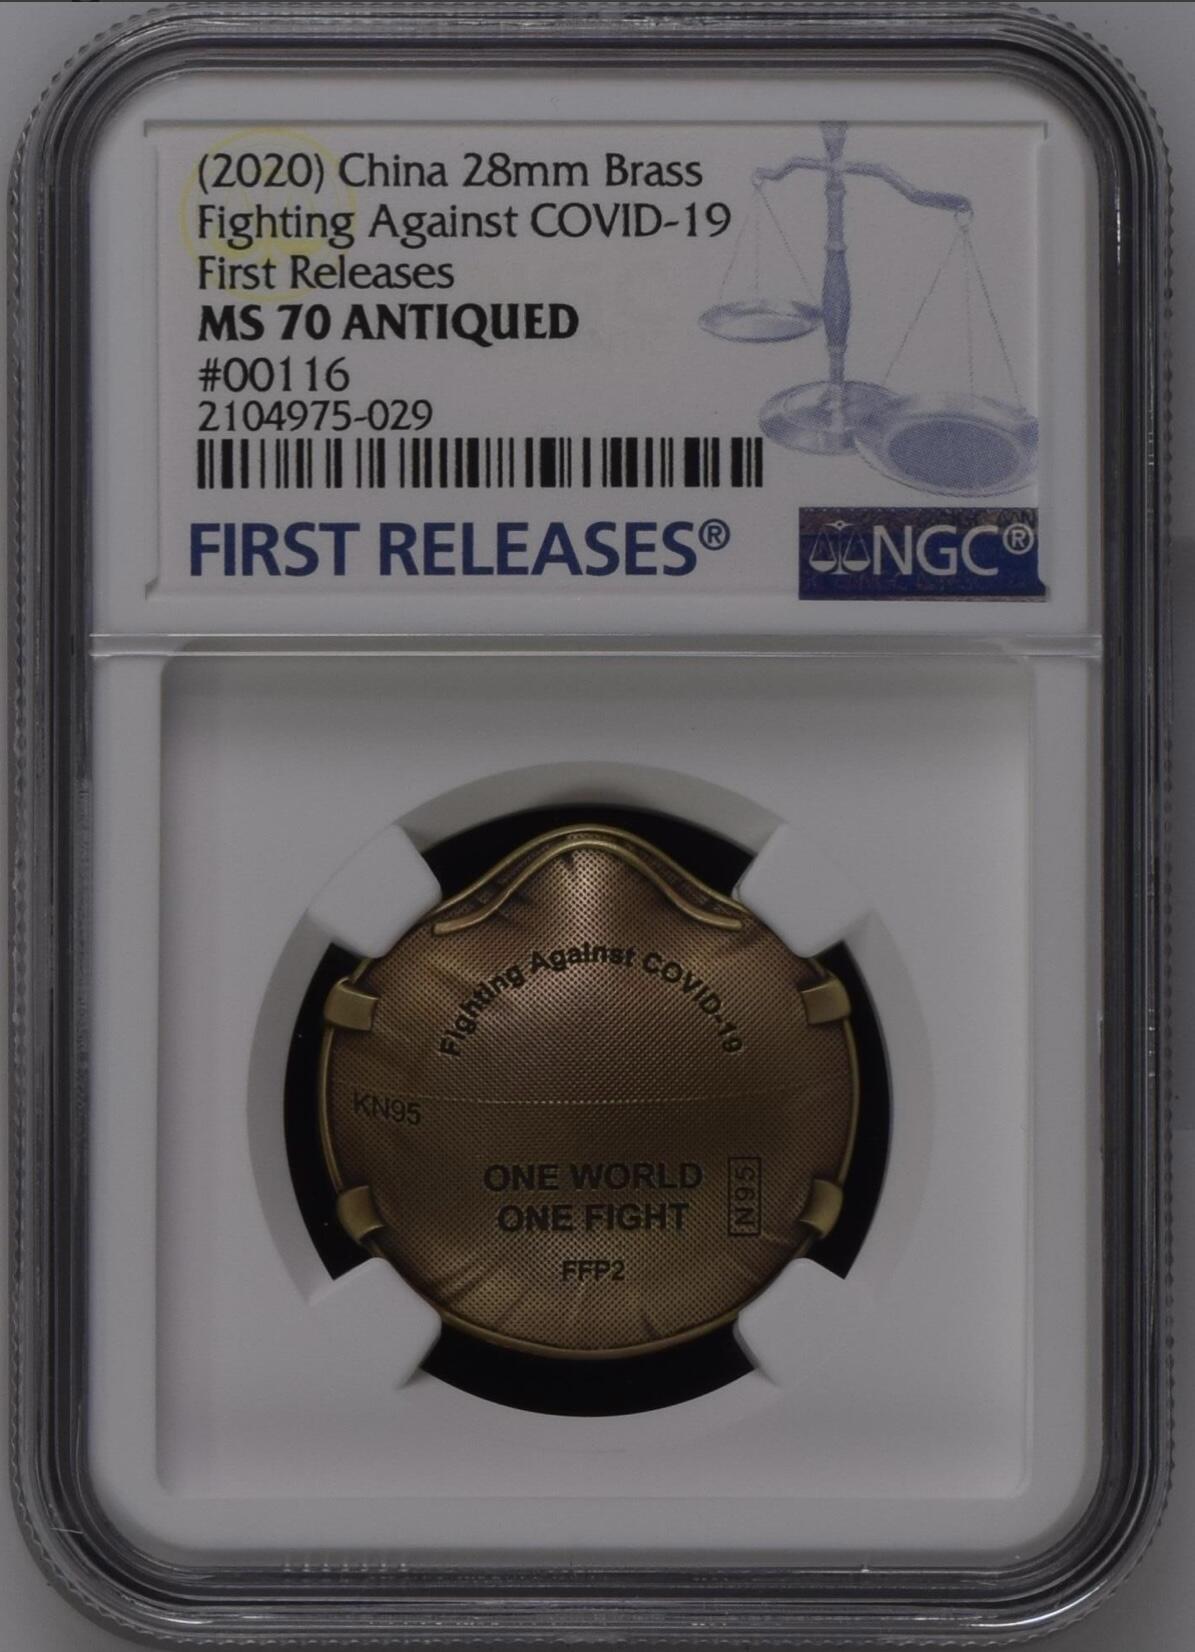 (2020) China 28mm Brass
Fighting Against COVID-19
First Releases
MS 70 ANTIQUED
#00116
2104975-029
FIRST RELEASES®
NGC®
Fighting Against COVID-19
KN95
ONE WORLD
ONE FIGHT
N95
FFP2